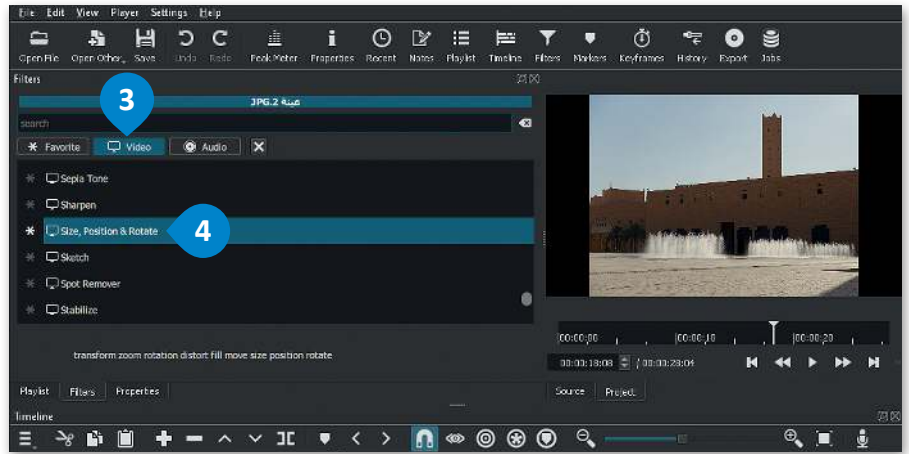 File Edit View Player Settings Help
Open File Open Other... Save Undo Redo Peak Meter Properties Recent Notes Playlist Timeline Filters Markers Keyframes History Export Jobs
Filters
عينة 2.JPG
3
search
Favorite Video Audio
Sepia Tone
Sharpen
Size, Position & Rotate
4
Sketch
Spot Remover
Stabilize
transform zoom rotation distort fill move size position rotate
00:00:00 00:00:10 00:00:20
00:00:18:08 / 00:00:28:04
Playlist Filters Properties
Source Project
Timeline